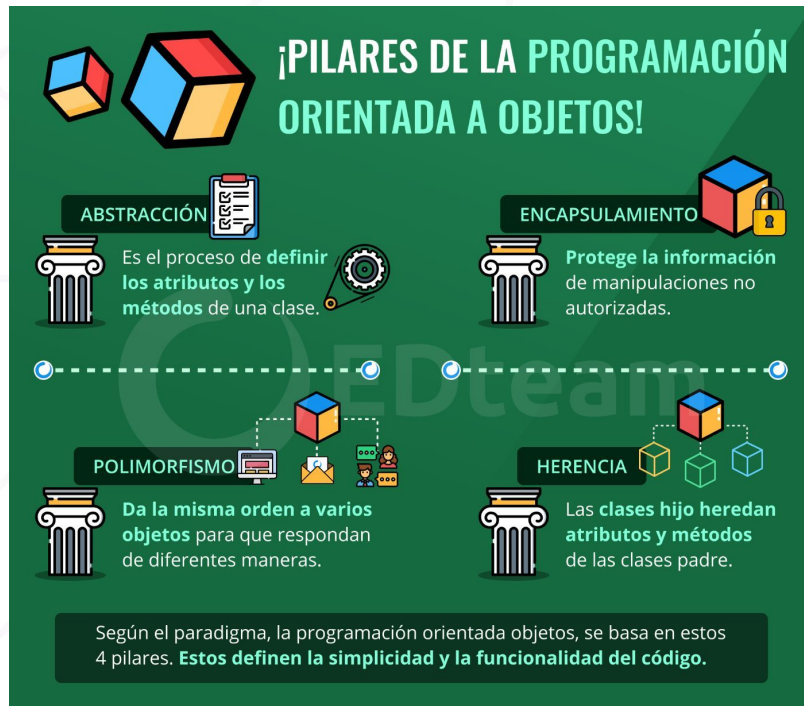 ¡PILARES DE LA PROGRAMACIÓN
ORIENTADA A OBJETOS!
ABSTRACCIÓN
Es el proceso de definir
los atributos y los
métodos de una clase.
ENCAPSULAMIENTO
Protege la información
de manipulaciones no
autorizadas.
EDteam
POLIMORFISMO
Da la misma orden a varios
objetos para que respondan
de diferentes maneras.
HERENCIA
Las clases hijo heredan
atributos y métodos
de las clases padre.
Según el paradigma, la programación orientada objetos, se basa en estos
4 pilares. Estos definen la simplicidad y la funcionalidad del código.